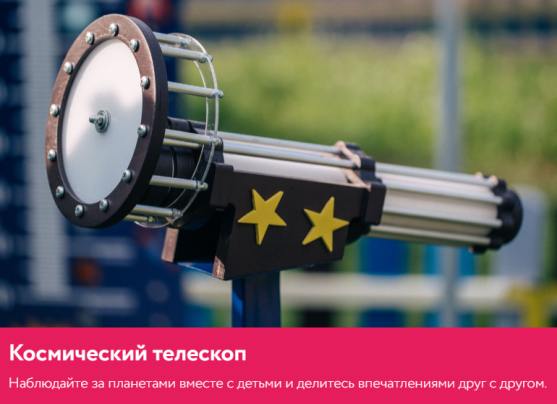 Космический телескоп
Наблюдайте за планетами вместе с детьми и делитесь впечатлениями друг с другом.